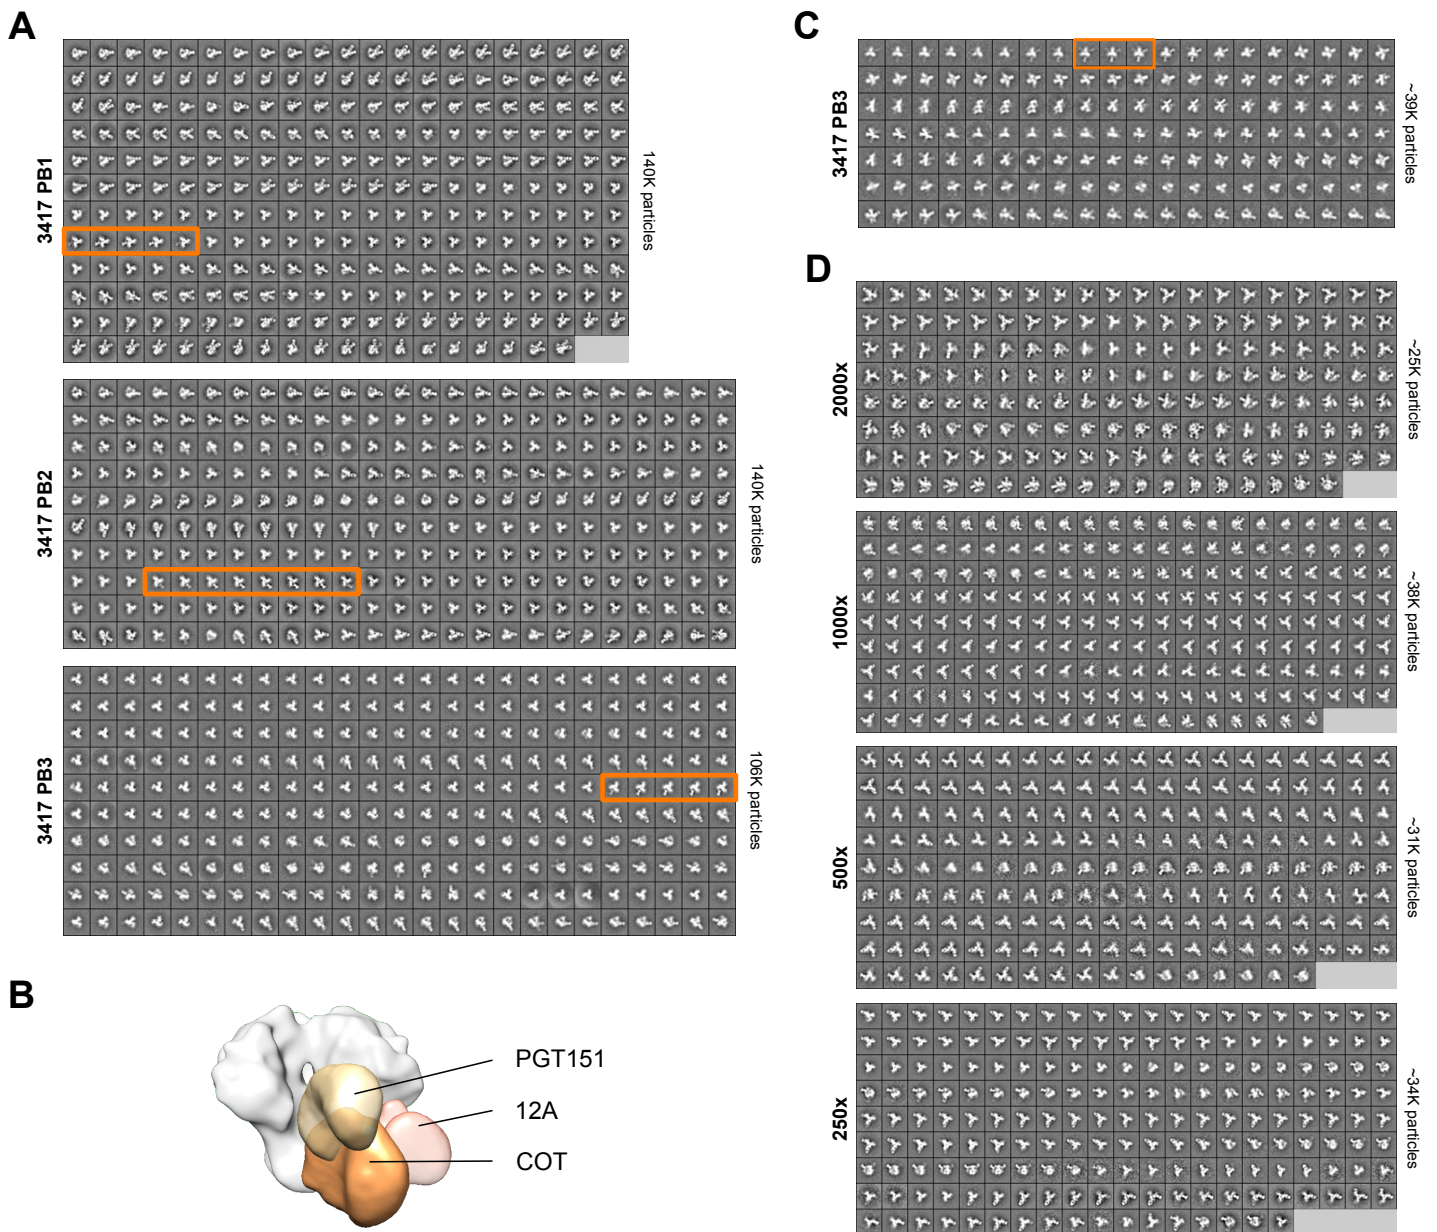 A
3417 PB1
140K particles
3417 PB2
140K particles
3417 PB3
106K particles
B
PGT151
12A
COT
C
3417 PB3
~39K particles
D
2000x
~25K particles
1000x
~38K particles
500x
~31K particles
250x
~34K particles